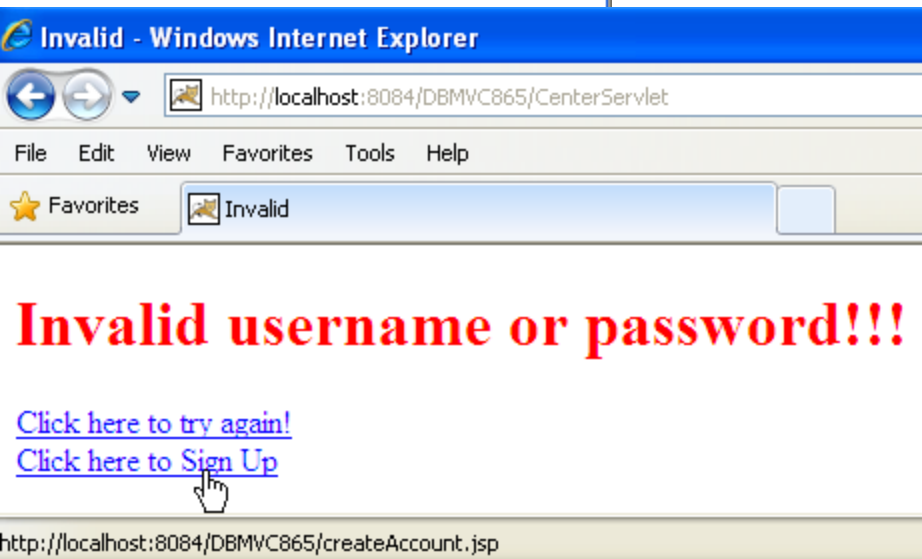 Invalid - Windows Internet Explorer
http://localhost:8084/DBMVC865/CenterServlet
File Edit View Favorites Tools Help
Favorites Invalid
Invalid username or password!!!
Click here to try again!
Click here to Sign Up
http://localhost:8084/DBMVC865/createAccount.jsp